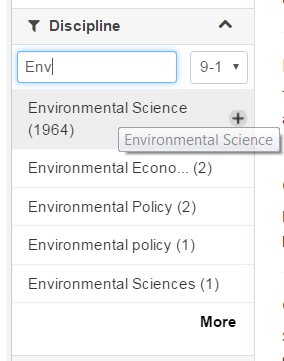 Discipline
Env
9-1
Environmental Science
(1964)
Environmental Science
Environmental Econo... (2)
Environmental Policy (2)
Environmental policy (1)
Environmental Sciences (1)
More